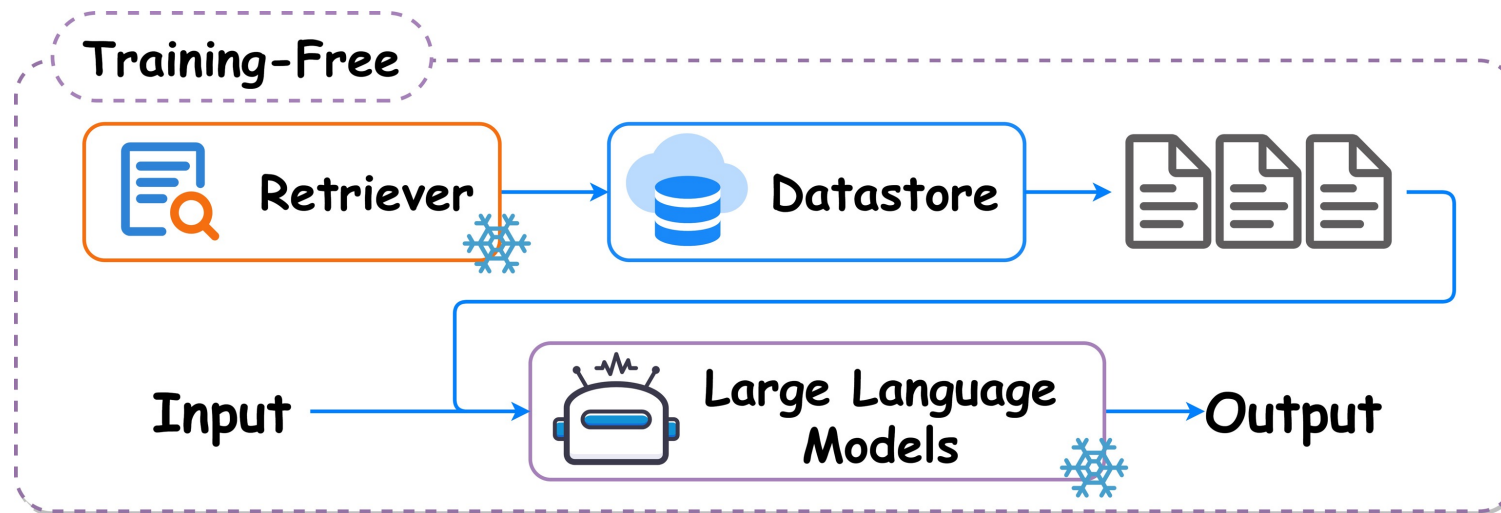 Training-Free
Retriever
Datastore
Input
Large Language
Models
Output